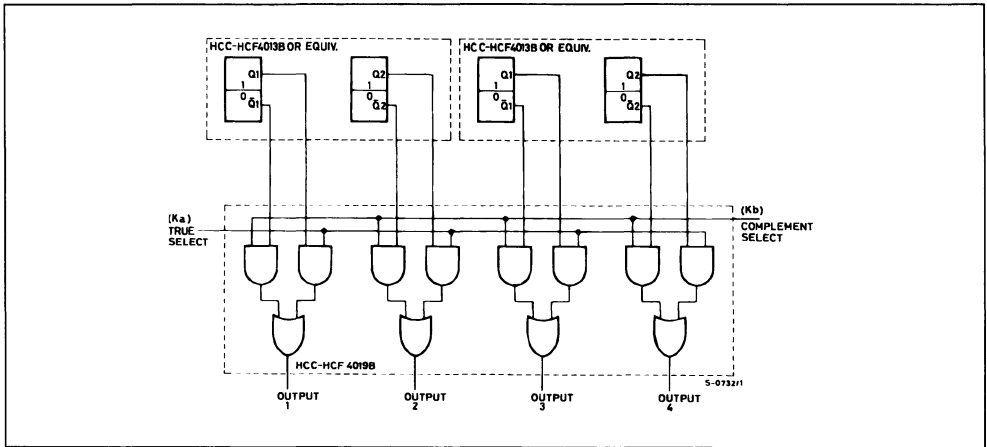 HCC-HCF4013B OR EQUIV.
HCC-HCF4013B OR EQUIV.
Q1
1
0
Q̄1
Q2
1
0
Q̄2
Q1
1
0
Q̄1
Q2
1
0
Q̄2
(Ka)
TRUE
SELECT
(Kb)
COMPLEMENT
SELECT
HCC-HCF 4019B
S-0732/1
OUTPUT
1
OUTPUT
2
OUTPUT
3
OUTPUT
4